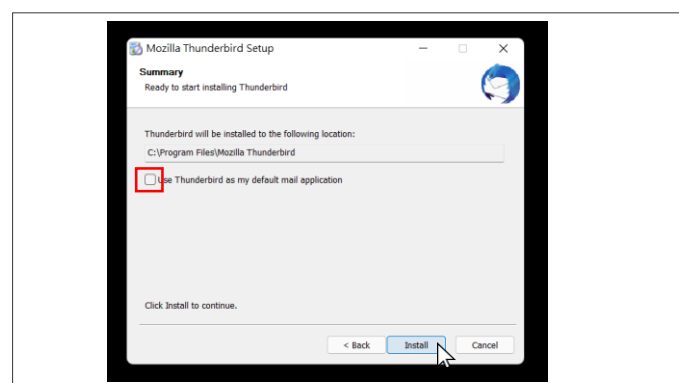 Mozilla Thunderbird Setup
Summary
Ready to start installing Thunderbird
Thunderbird will be installed to the following location:
C:\Program Files\Mozilla Thunderbird
Use Thunderbird as my default mail application
Click Install to continue.
< Back Install Cancel